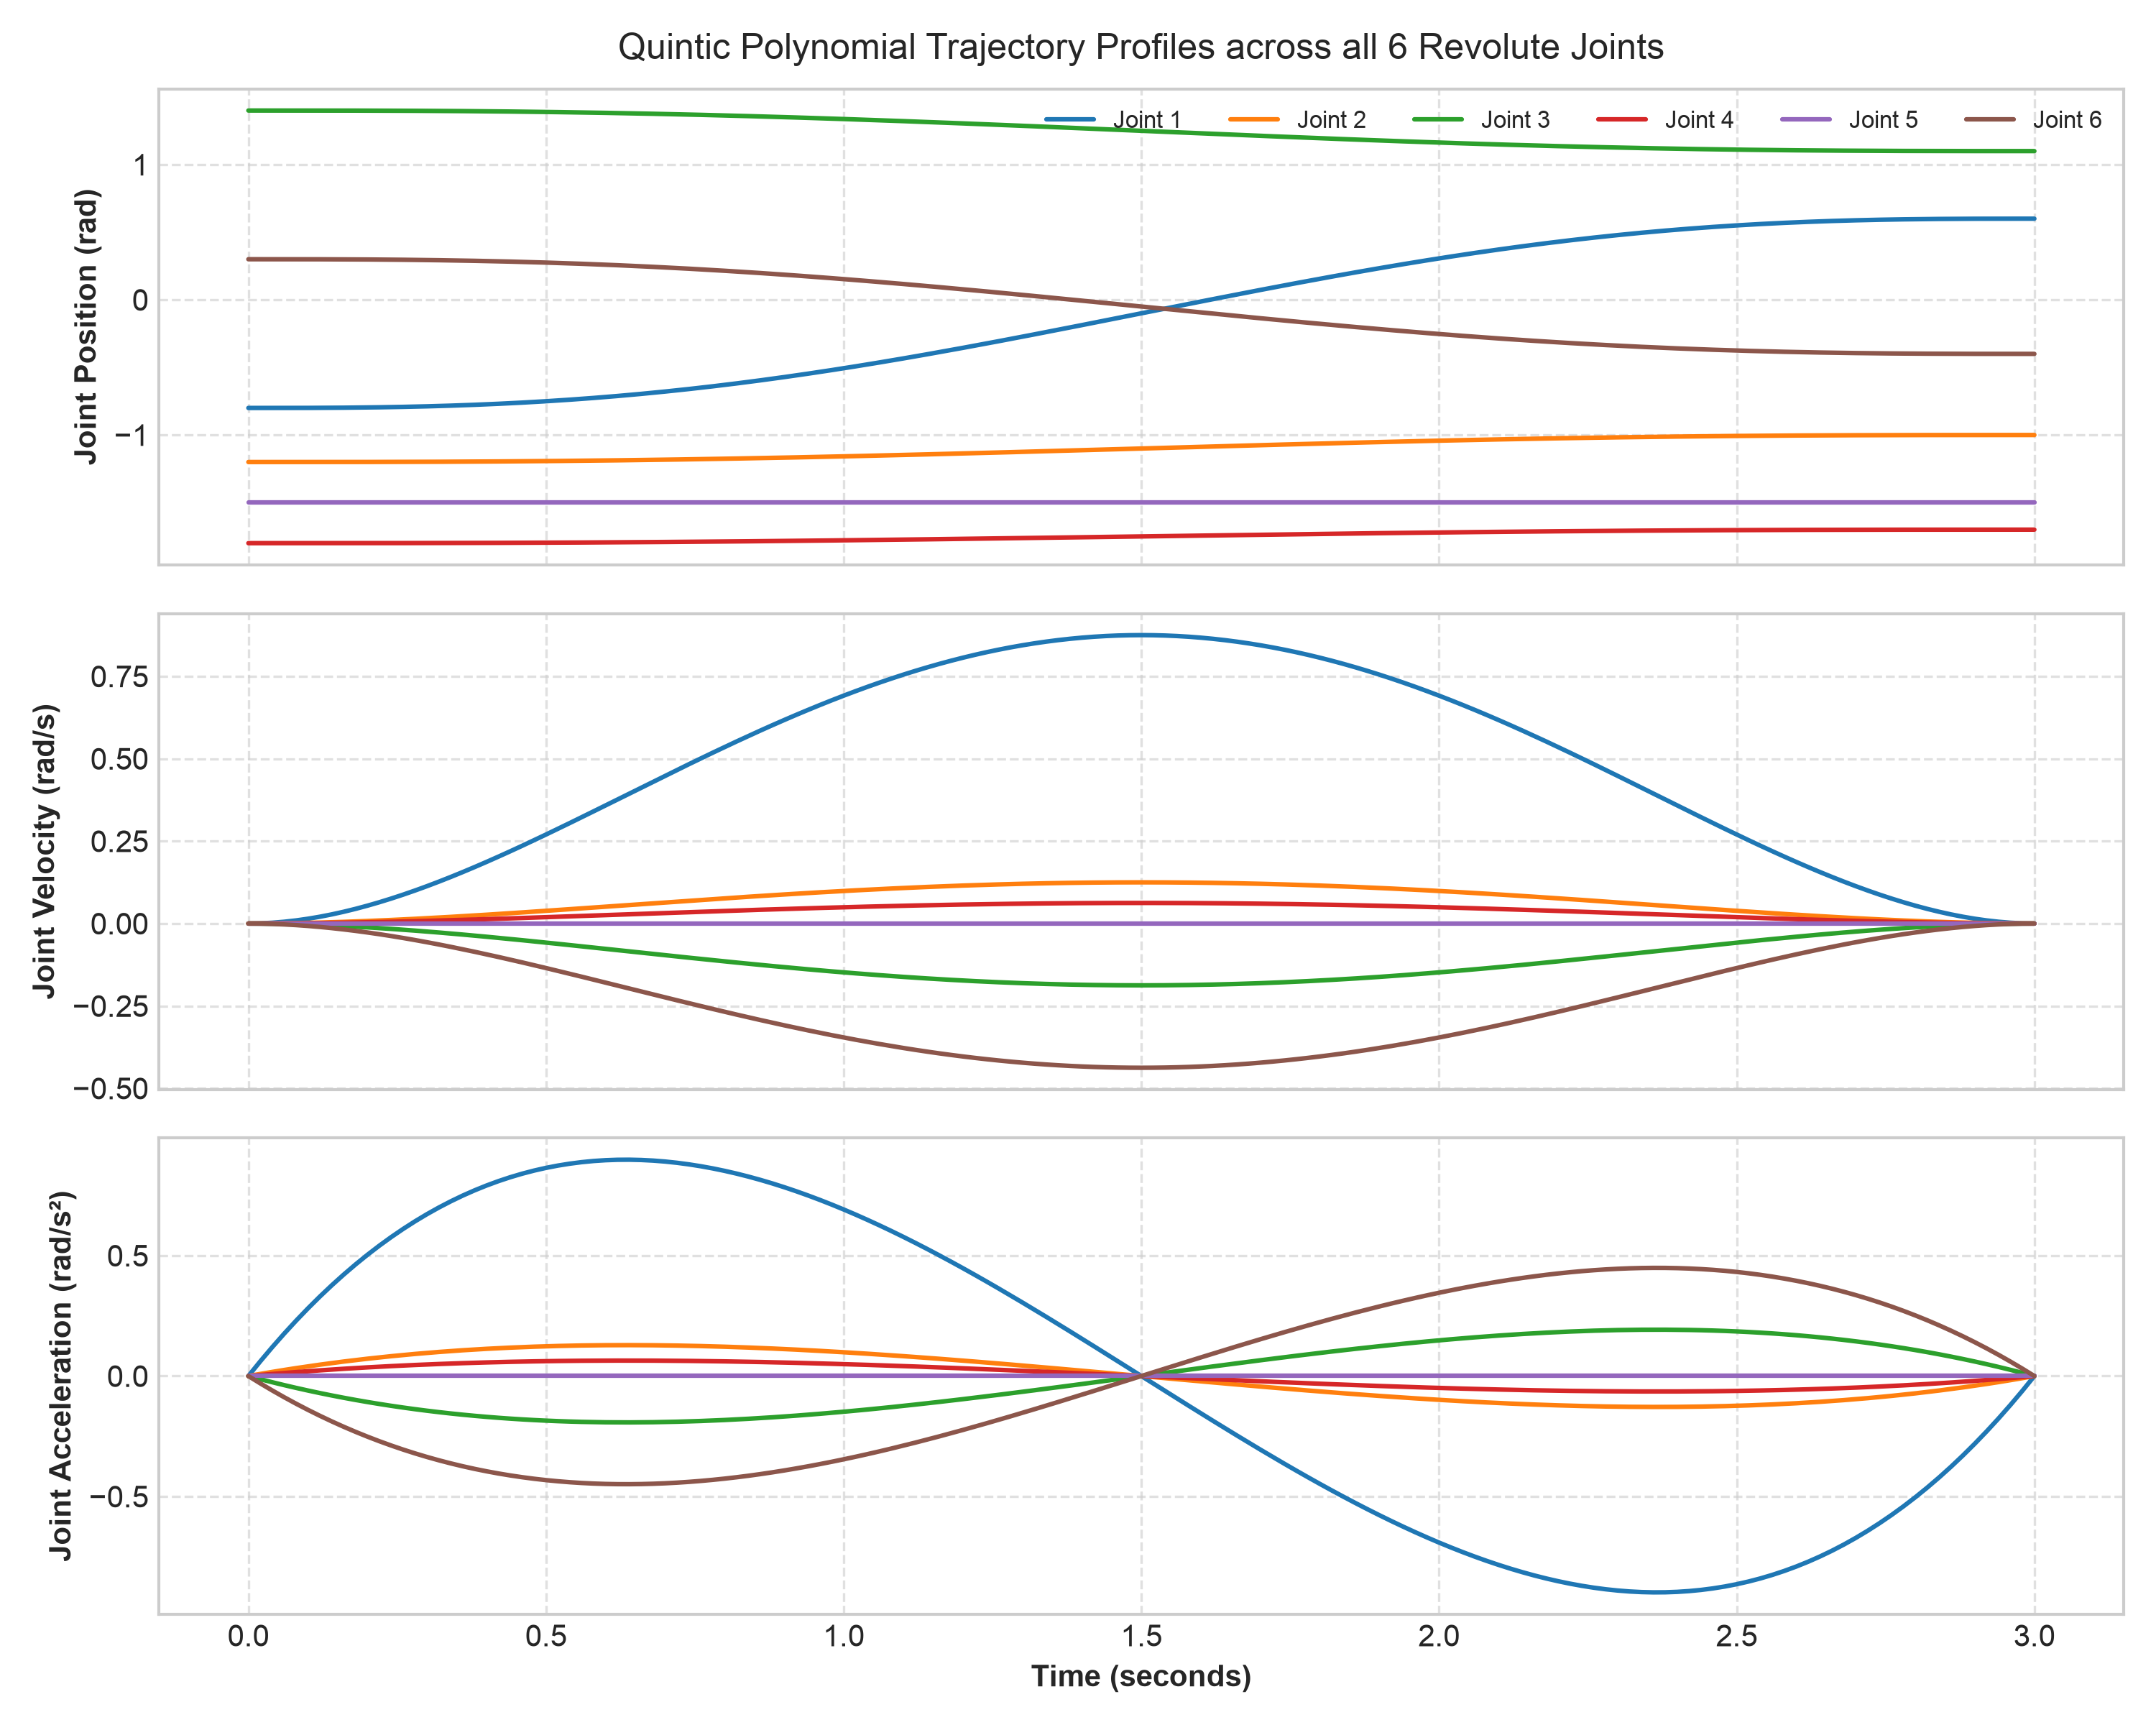 Quintic Polynomial Trajectory Profiles across all 6 Revolute Joints
Joint 1 Joint 2 Joint 3 Joint 4 Joint 5 Joint 6
Joint Position (rad)
1
0
−1
Joint Velocity (rad/s)
0.75
0.50
0.25
0.00
−0.25
−0.50
Joint Acceleration (rad/s²)
0.5
0.0
−0.5
0.0 0.5 1.0 1.5 2.0 2.5 3.0
Time (seconds)